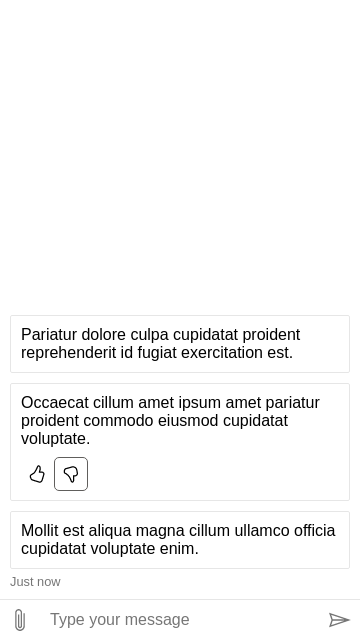 Pariatur dolore culpa cupidatat proident
reprehenderit id fugiat exercitation est.
Occaecat cillum amet ipsum amet pariatur
proident commodo eiusmod cupidatat
voluptate.
Mollit est aliqua magna cillum ullamco officia
cupidatat voluptate enim.
Just now
Type your message